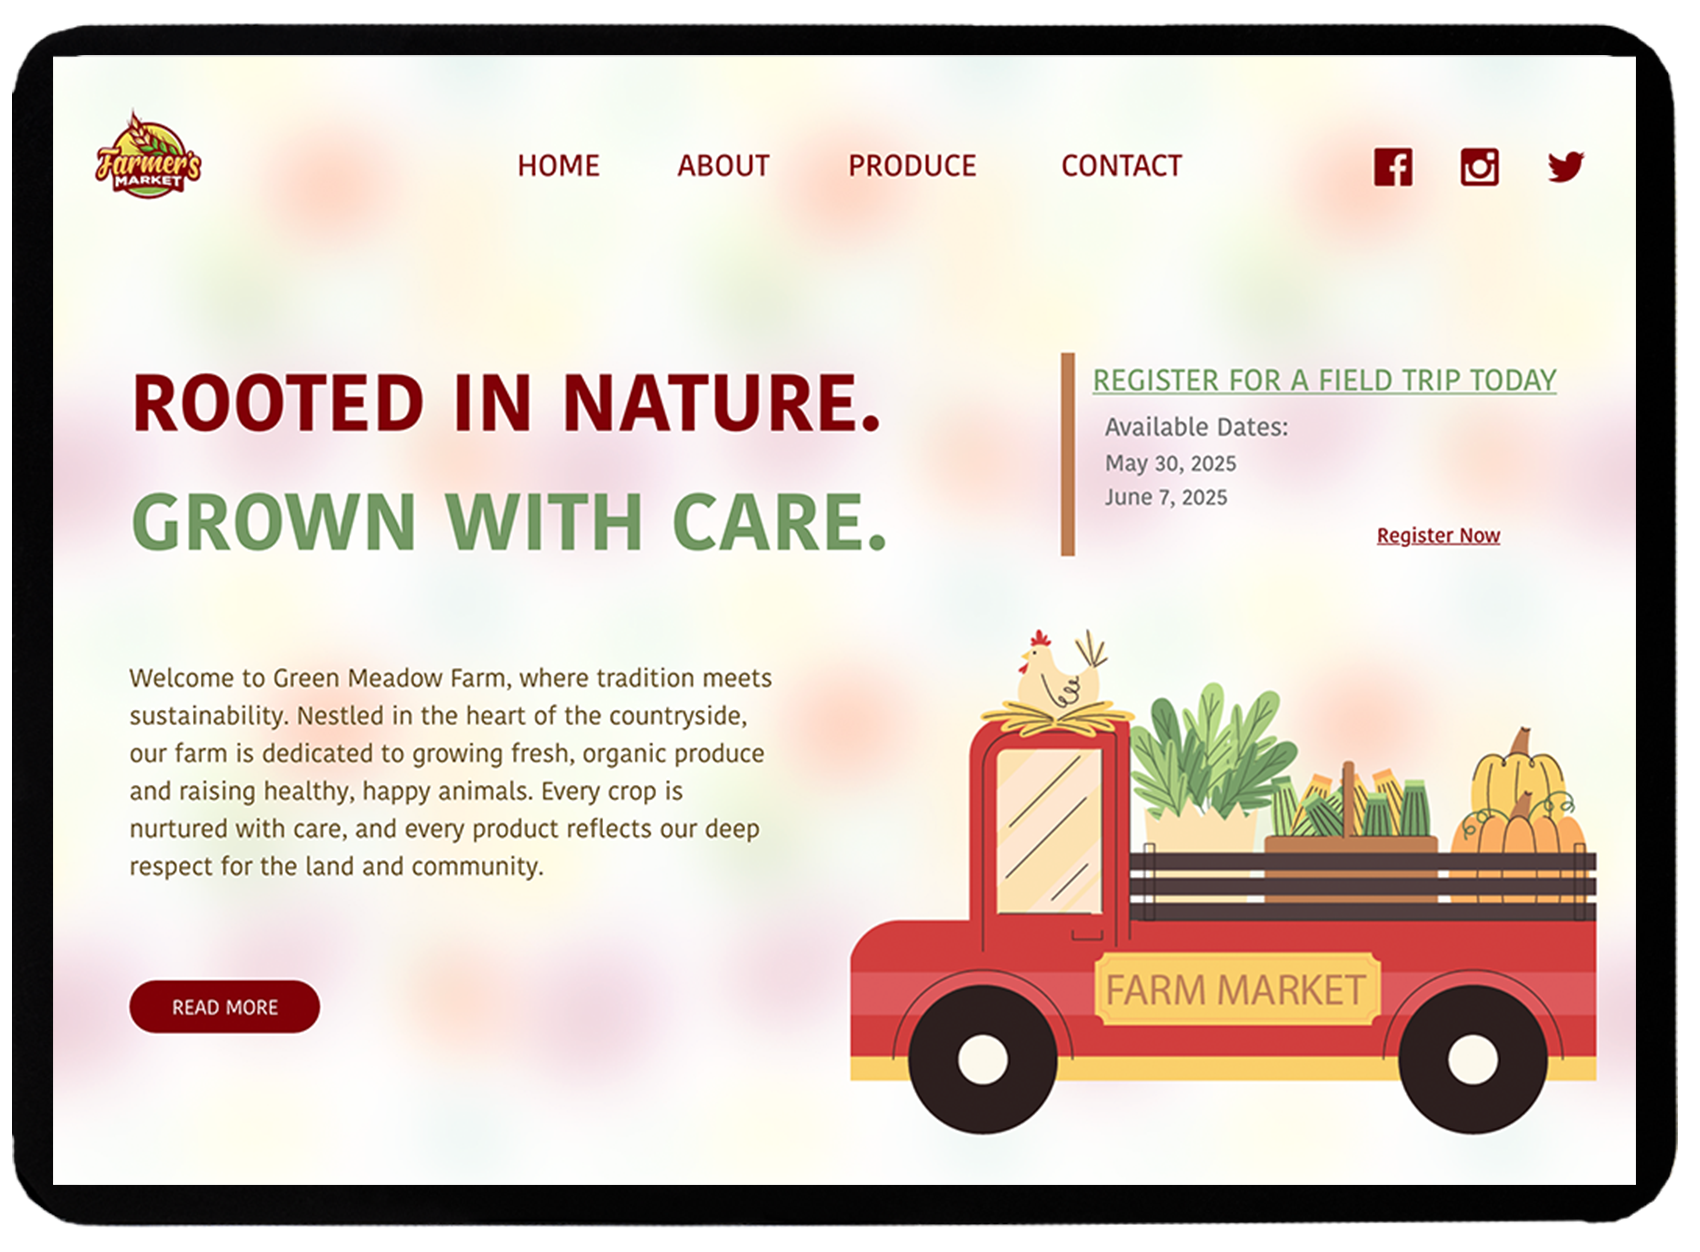 Farmer's
MARKET
HOME
ABOUT
PRODUCE
CONTACT
ROOTED IN NATURE.
GROWN WITH CARE.
REGISTER FOR A FIELD TRIP TODAY
Available Dates:
May 30, 2025
June 7, 2025
Register Now
Welcome to Green Meadow Farm, where tradition meets
sustainability. Nestled in the heart of the countryside,
our farm is dedicated to growing fresh, organic produce
and raising healthy, happy animals. Every crop is
nurtured with care, and every product reflects our deep
respect for the land and community.
READ MORE
FARM MARKET